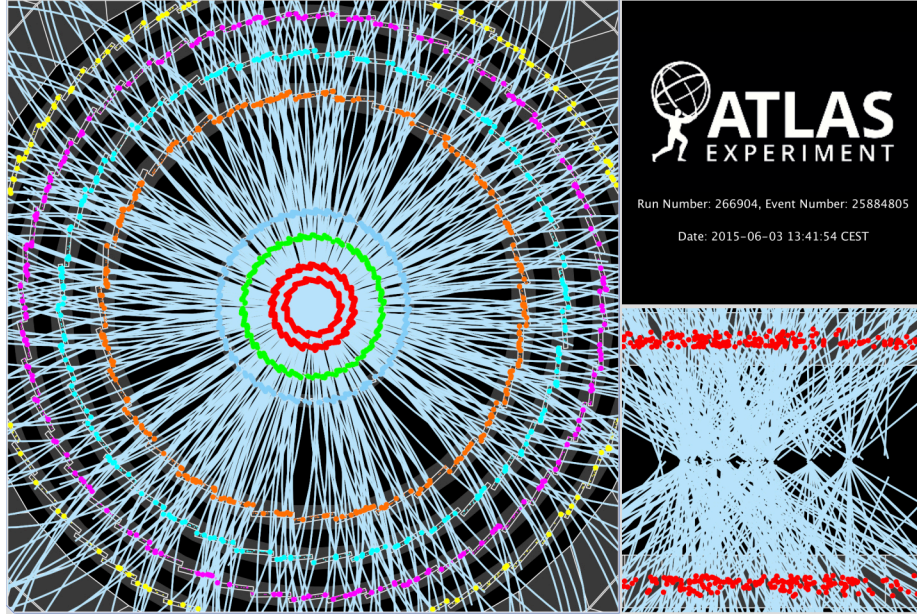 ATLAS
EXPERIMENT
Run Number: 266904, Event Number: 25884805
Date: 2015-06-03 13:41:54 CEST